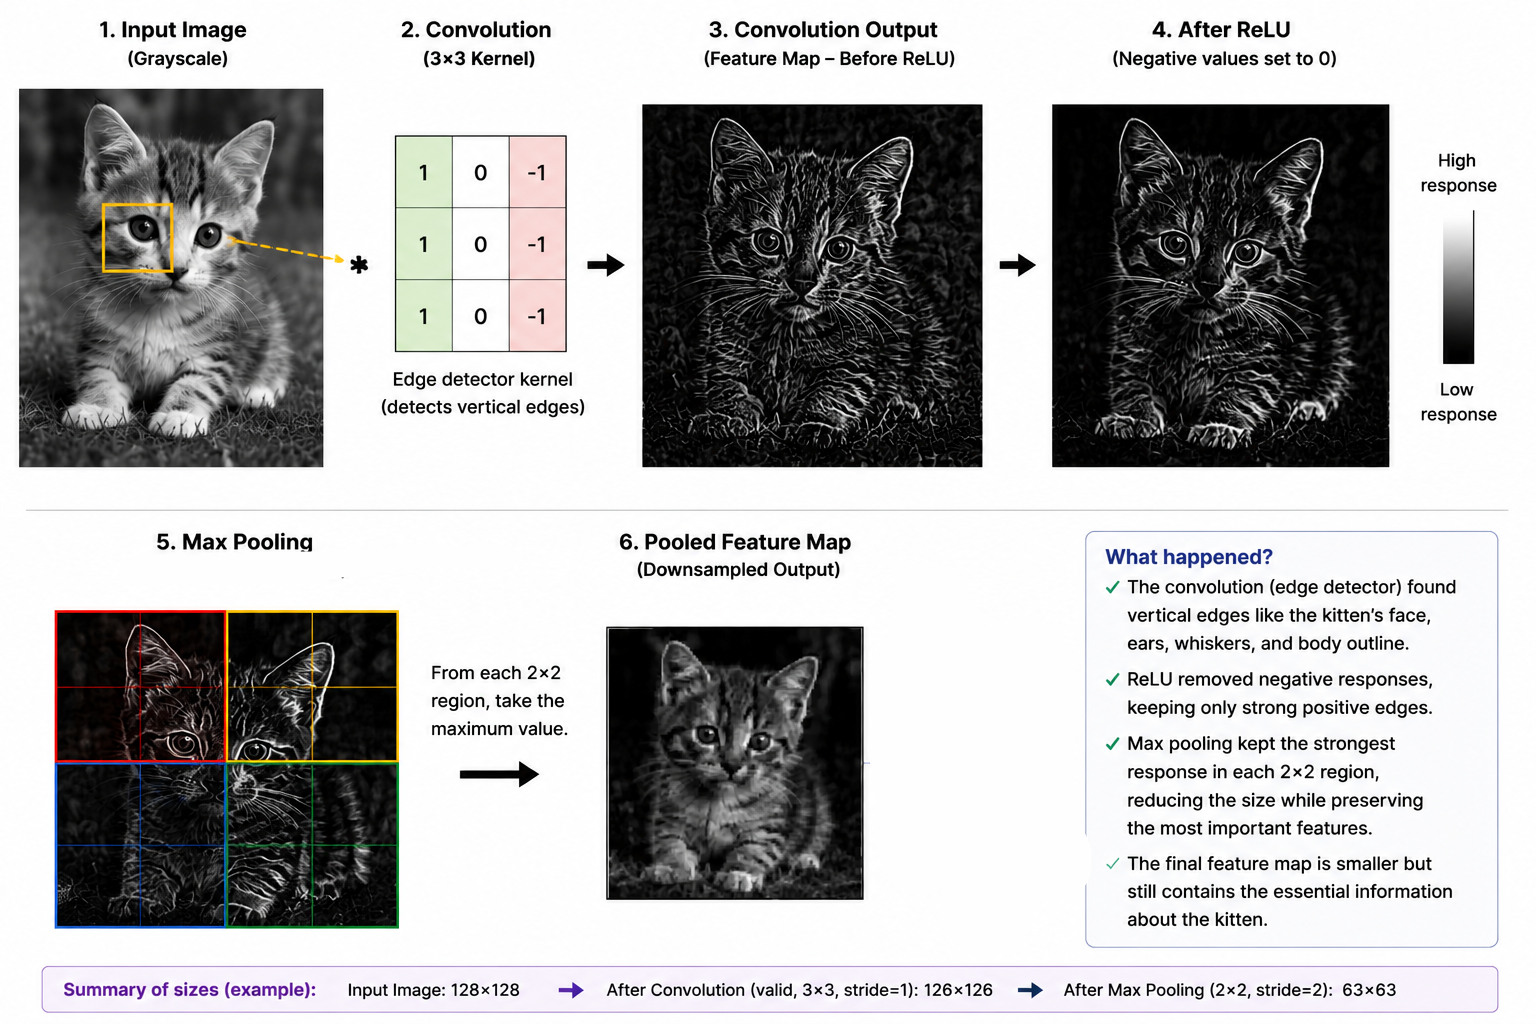 1. Input Image
(Grayscale)
2. Convolution
(3×3 Kernel)
3. Convolution Output
(Feature Map – Before ReLU)
4. After ReLU
(Negative values set to 0)
*
1 0 -1
1 0 -1
1 0 -1
Edge detector kernel
(detects vertical edges)
High
response
Low
response
5. Max Pooling
From each 2×2
region, take the
maximum value.
6. Pooled Feature Map
(Downsampled Output)
What happened?
✓ The convolution (edge detector) found
vertical edges like the kitten's face,
ears, whiskers, and body outline.
✓ ReLU removed negative responses,
keeping only strong positive edges.
✓ Max pooling kept the strongest
response in each 2×2 region,
reducing the size while preserving
the most important features.
✓ The final feature map is smaller but
still contains the essential information
about the kitten.
Summary of sizes (example): Input Image: 128×128 → After Convolution (valid, 3×3, stride=1): 126×126 → After Max Pooling (2×2, stride=2): 63×63